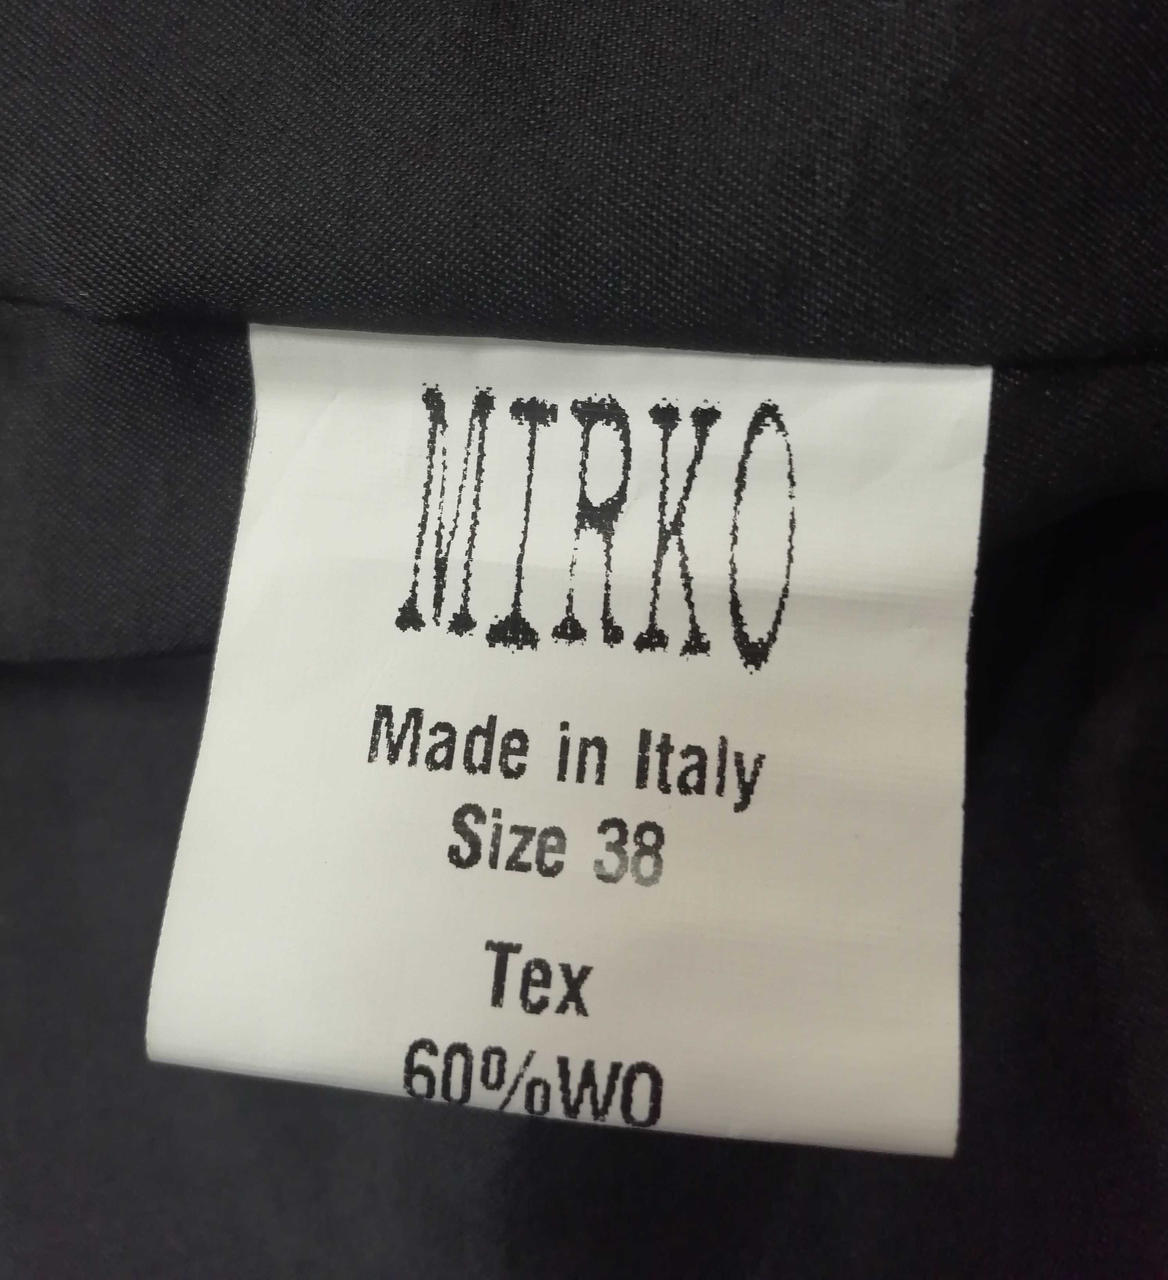 MIRKO
Made in Italy
Size 38
Tex
60%WO